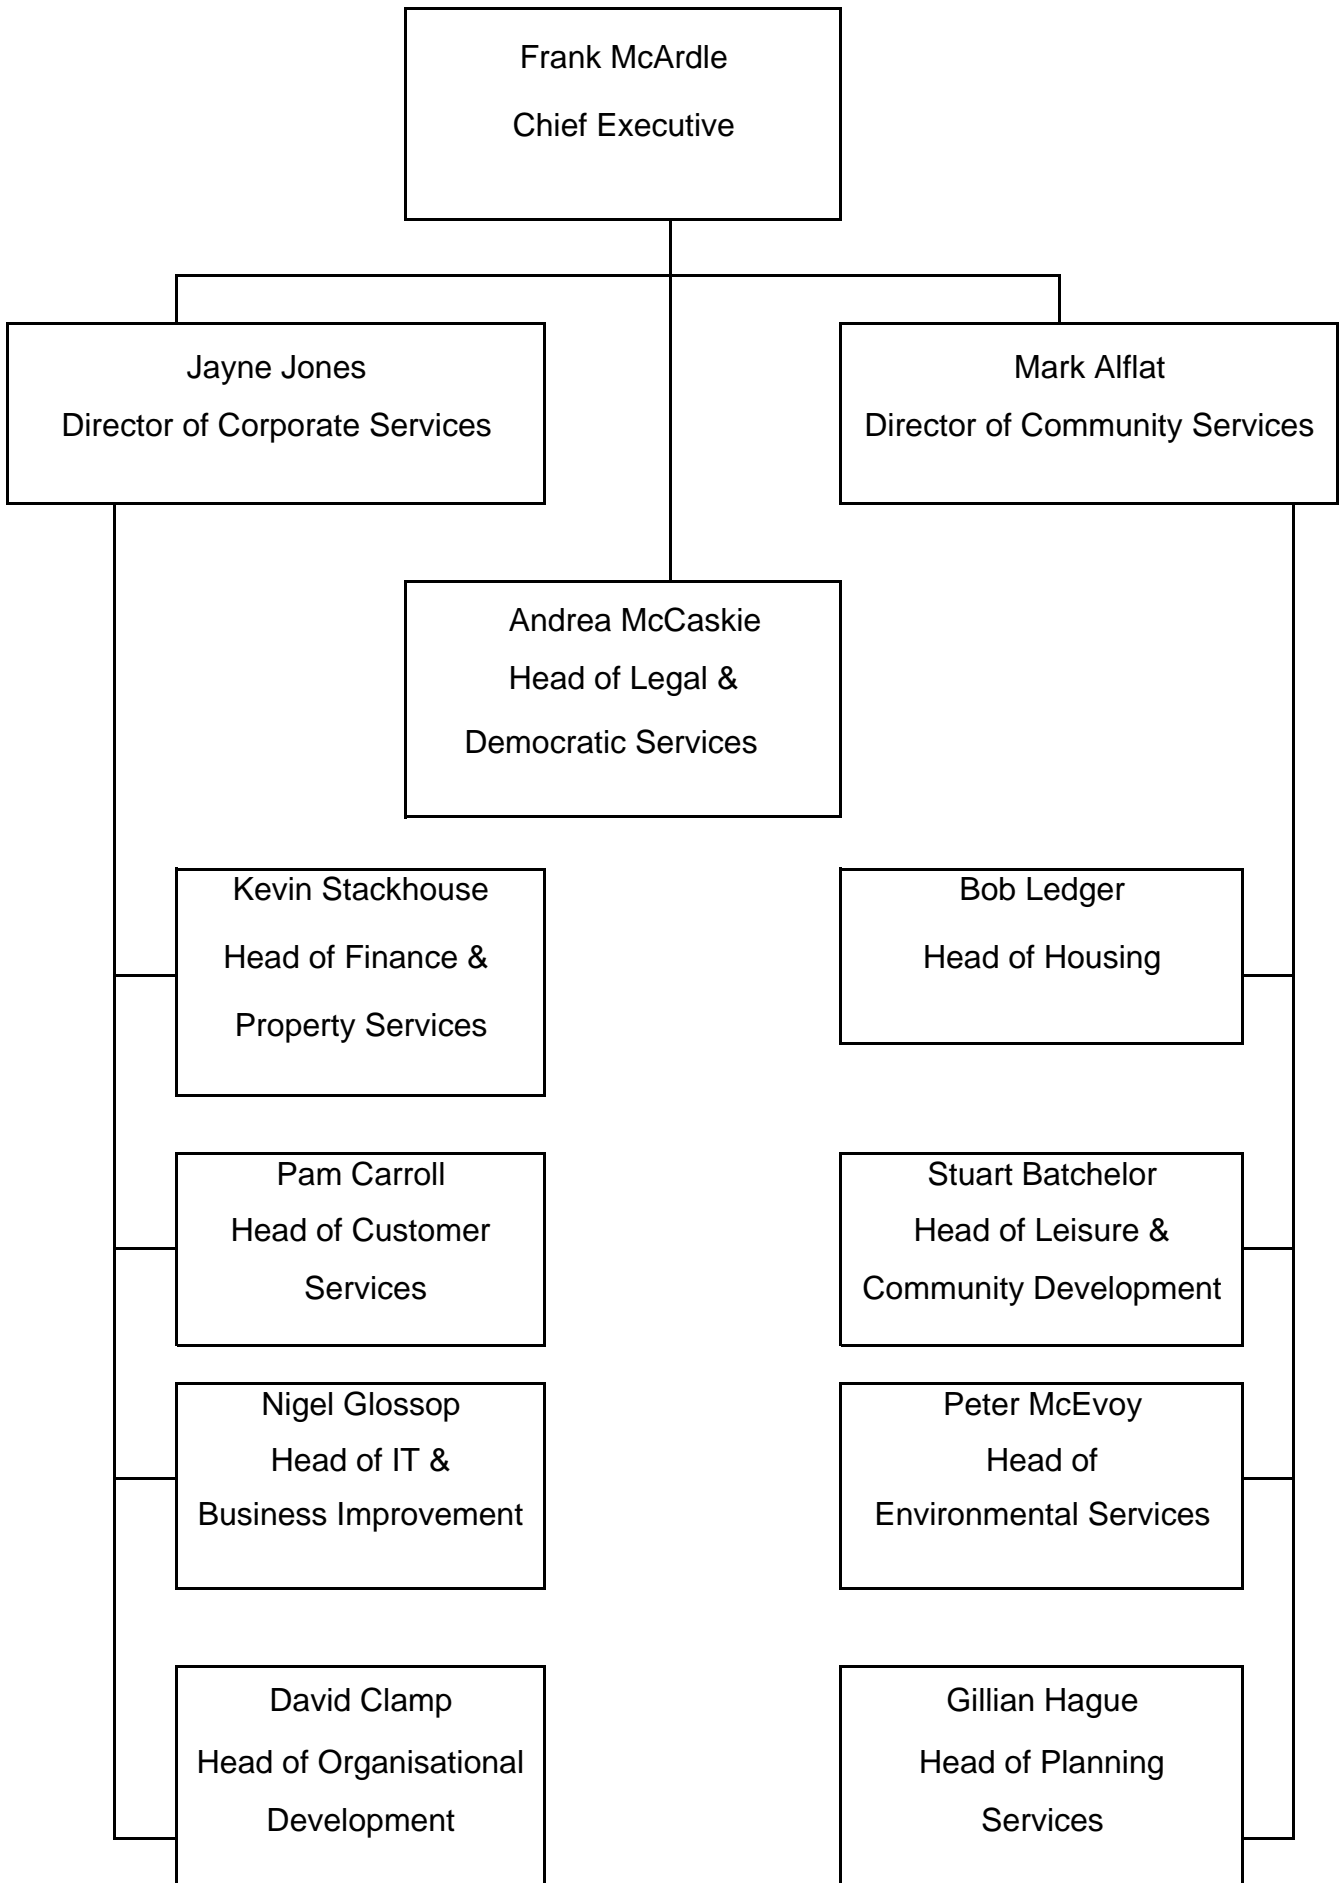 Frank McArdle
Chief Executive
Jayne Jones
Director of Corporate Services
Mark Alflat
Director of Community Services
Andrea McCaskie
Head of Legal &
Democratic Services
Kevin Stackhouse
Head of Finance &
Property Services
Bob Ledger
Head of Housing
Pam Carroll
Head of Customer
Services
Stuart Batchelor
Head of Leisure &
Community Development
Nigel Glossop
Head of IT &
Business Improvement
Peter McEvoy
Head of
Environmental Services
David Clamp
Head of Organisational
Development
Gillian Hague
Head of Planning
Services